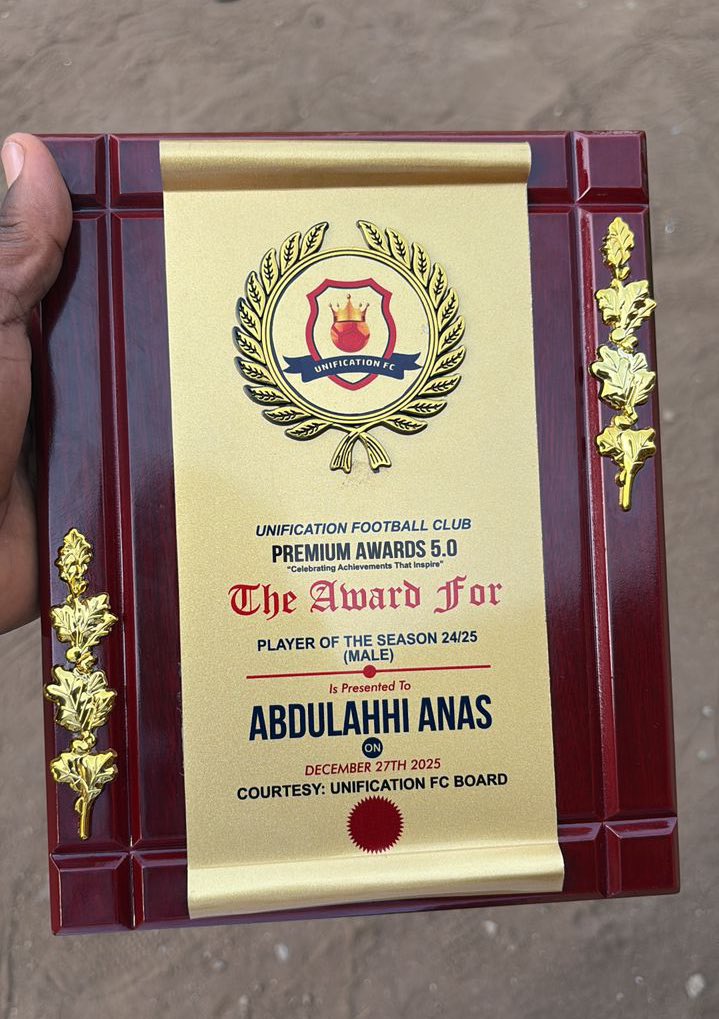 UNIFICATION FC
UNIFICATION FOOTBALL CLUB
PREMIUM AWARDS 5.0
"Celebrating Achievements That Inspire"
The Award For
PLAYER OF THE SEASON 24/25
(MALE)
Is Presented To
ABDULAHHI ANAS
ON
DECEMBER 27TH 2025
COURTESY: UNIFICATION FC BOARD